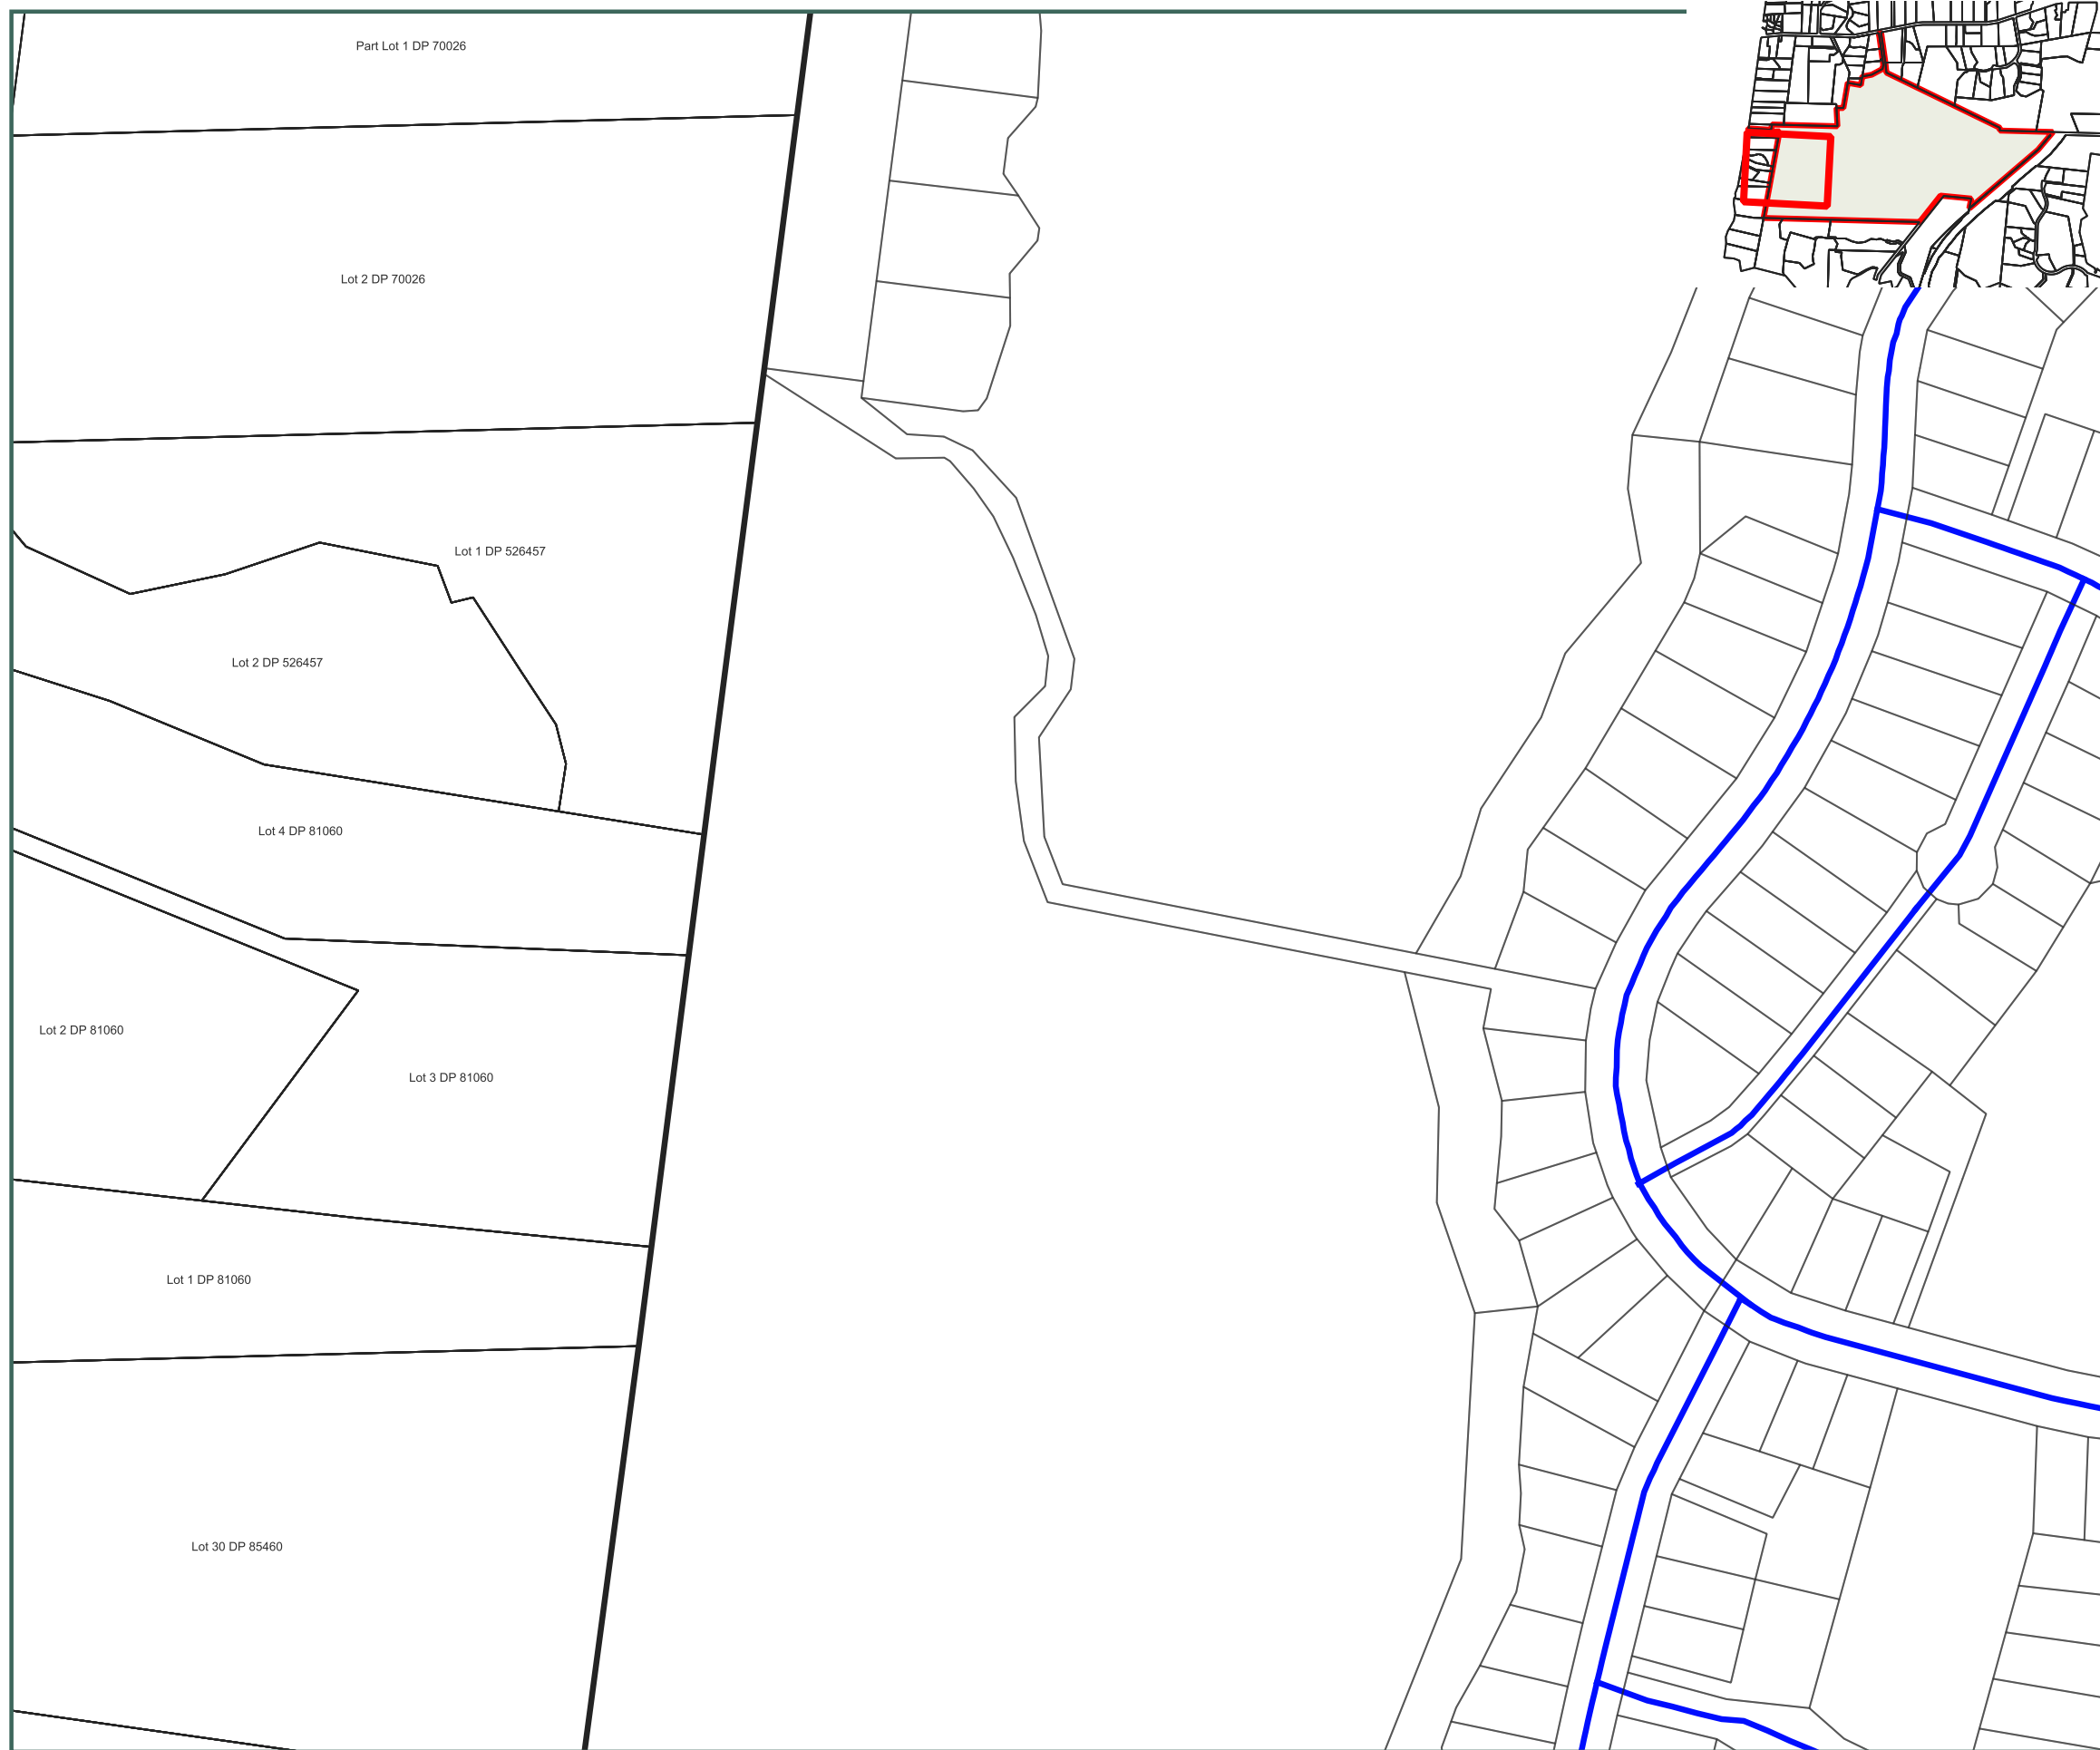 Part Lot 1 DP 70026
Lot 2 DP 70026
Lot 1 DP 526457
Lot 2 DP 526457
Lot 4 DP 81060
Lot 2 DP 81060
Lot 3 DP 81060
Lot 1 DP 81060
Lot 30 DP 85460